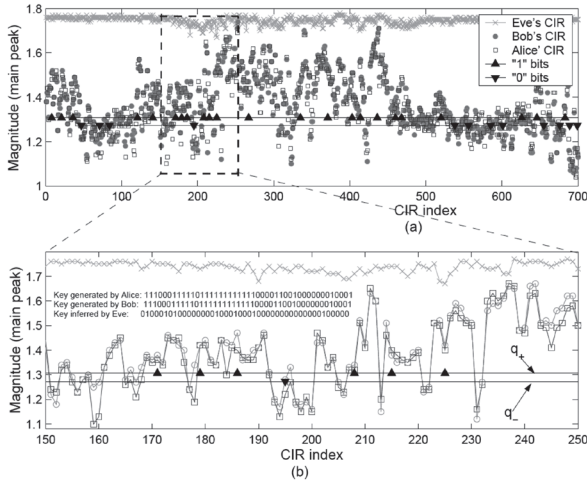 1.8
1.6
1.4
1.2
1
Magnitude (main peak)
Eve's CIR
Bob's CIR
Alice' CIR
"1" bits
"0" bits
0 100 200 300 400 500 600 700
CIR index
(a)
1.7
1.6
1.5
1.4
1.3
1.2
1.1
Magnitude (main peak)
Key generated by Alice:
Key generated by Bob:
Key inferred by Eve:
q+
q−
150 160 170 180 190 200 210 220 230 240 250
CIR index
(b)